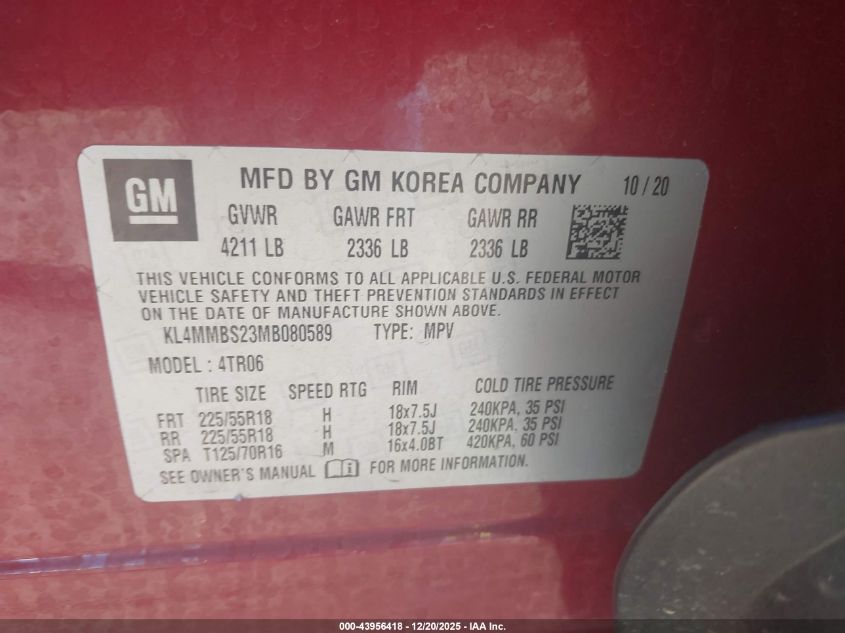 GM MFD BY GM KOREA COMPANY 10 / 20
GVWR GAWR FRT GAWR RR
4211 LB 2336 LB 2336 LB
THIS VEHICLE CONFORMS TO ALL APPLICABLE U.S. FEDERAL MOTOR
VEHICLE SAFETY AND THEFT PREVENTION STANDARDS IN EFFECT
ON THE DATE OF MANUFACTURE SHOWN ABOVE.
KL4MMBS23MB080589 TYPE: MPV
MODEL : 4TR06
TIRE SIZE SPEED RTG RIM COLD TIRE PRESSURE
FRT 225/55R18 H 18x7.5J 240KPA, 35 PSI
RR 225/55R18 H 18x7.5J 240KPA, 35 PSI
SPA T125/70R16 M 16x4.0BT 420KPA, 60 PSI
SEE OWNER'S MANUAL FOR MORE INFORMATION.
000-43956418 - 12/20/2025 - IAA Inc.